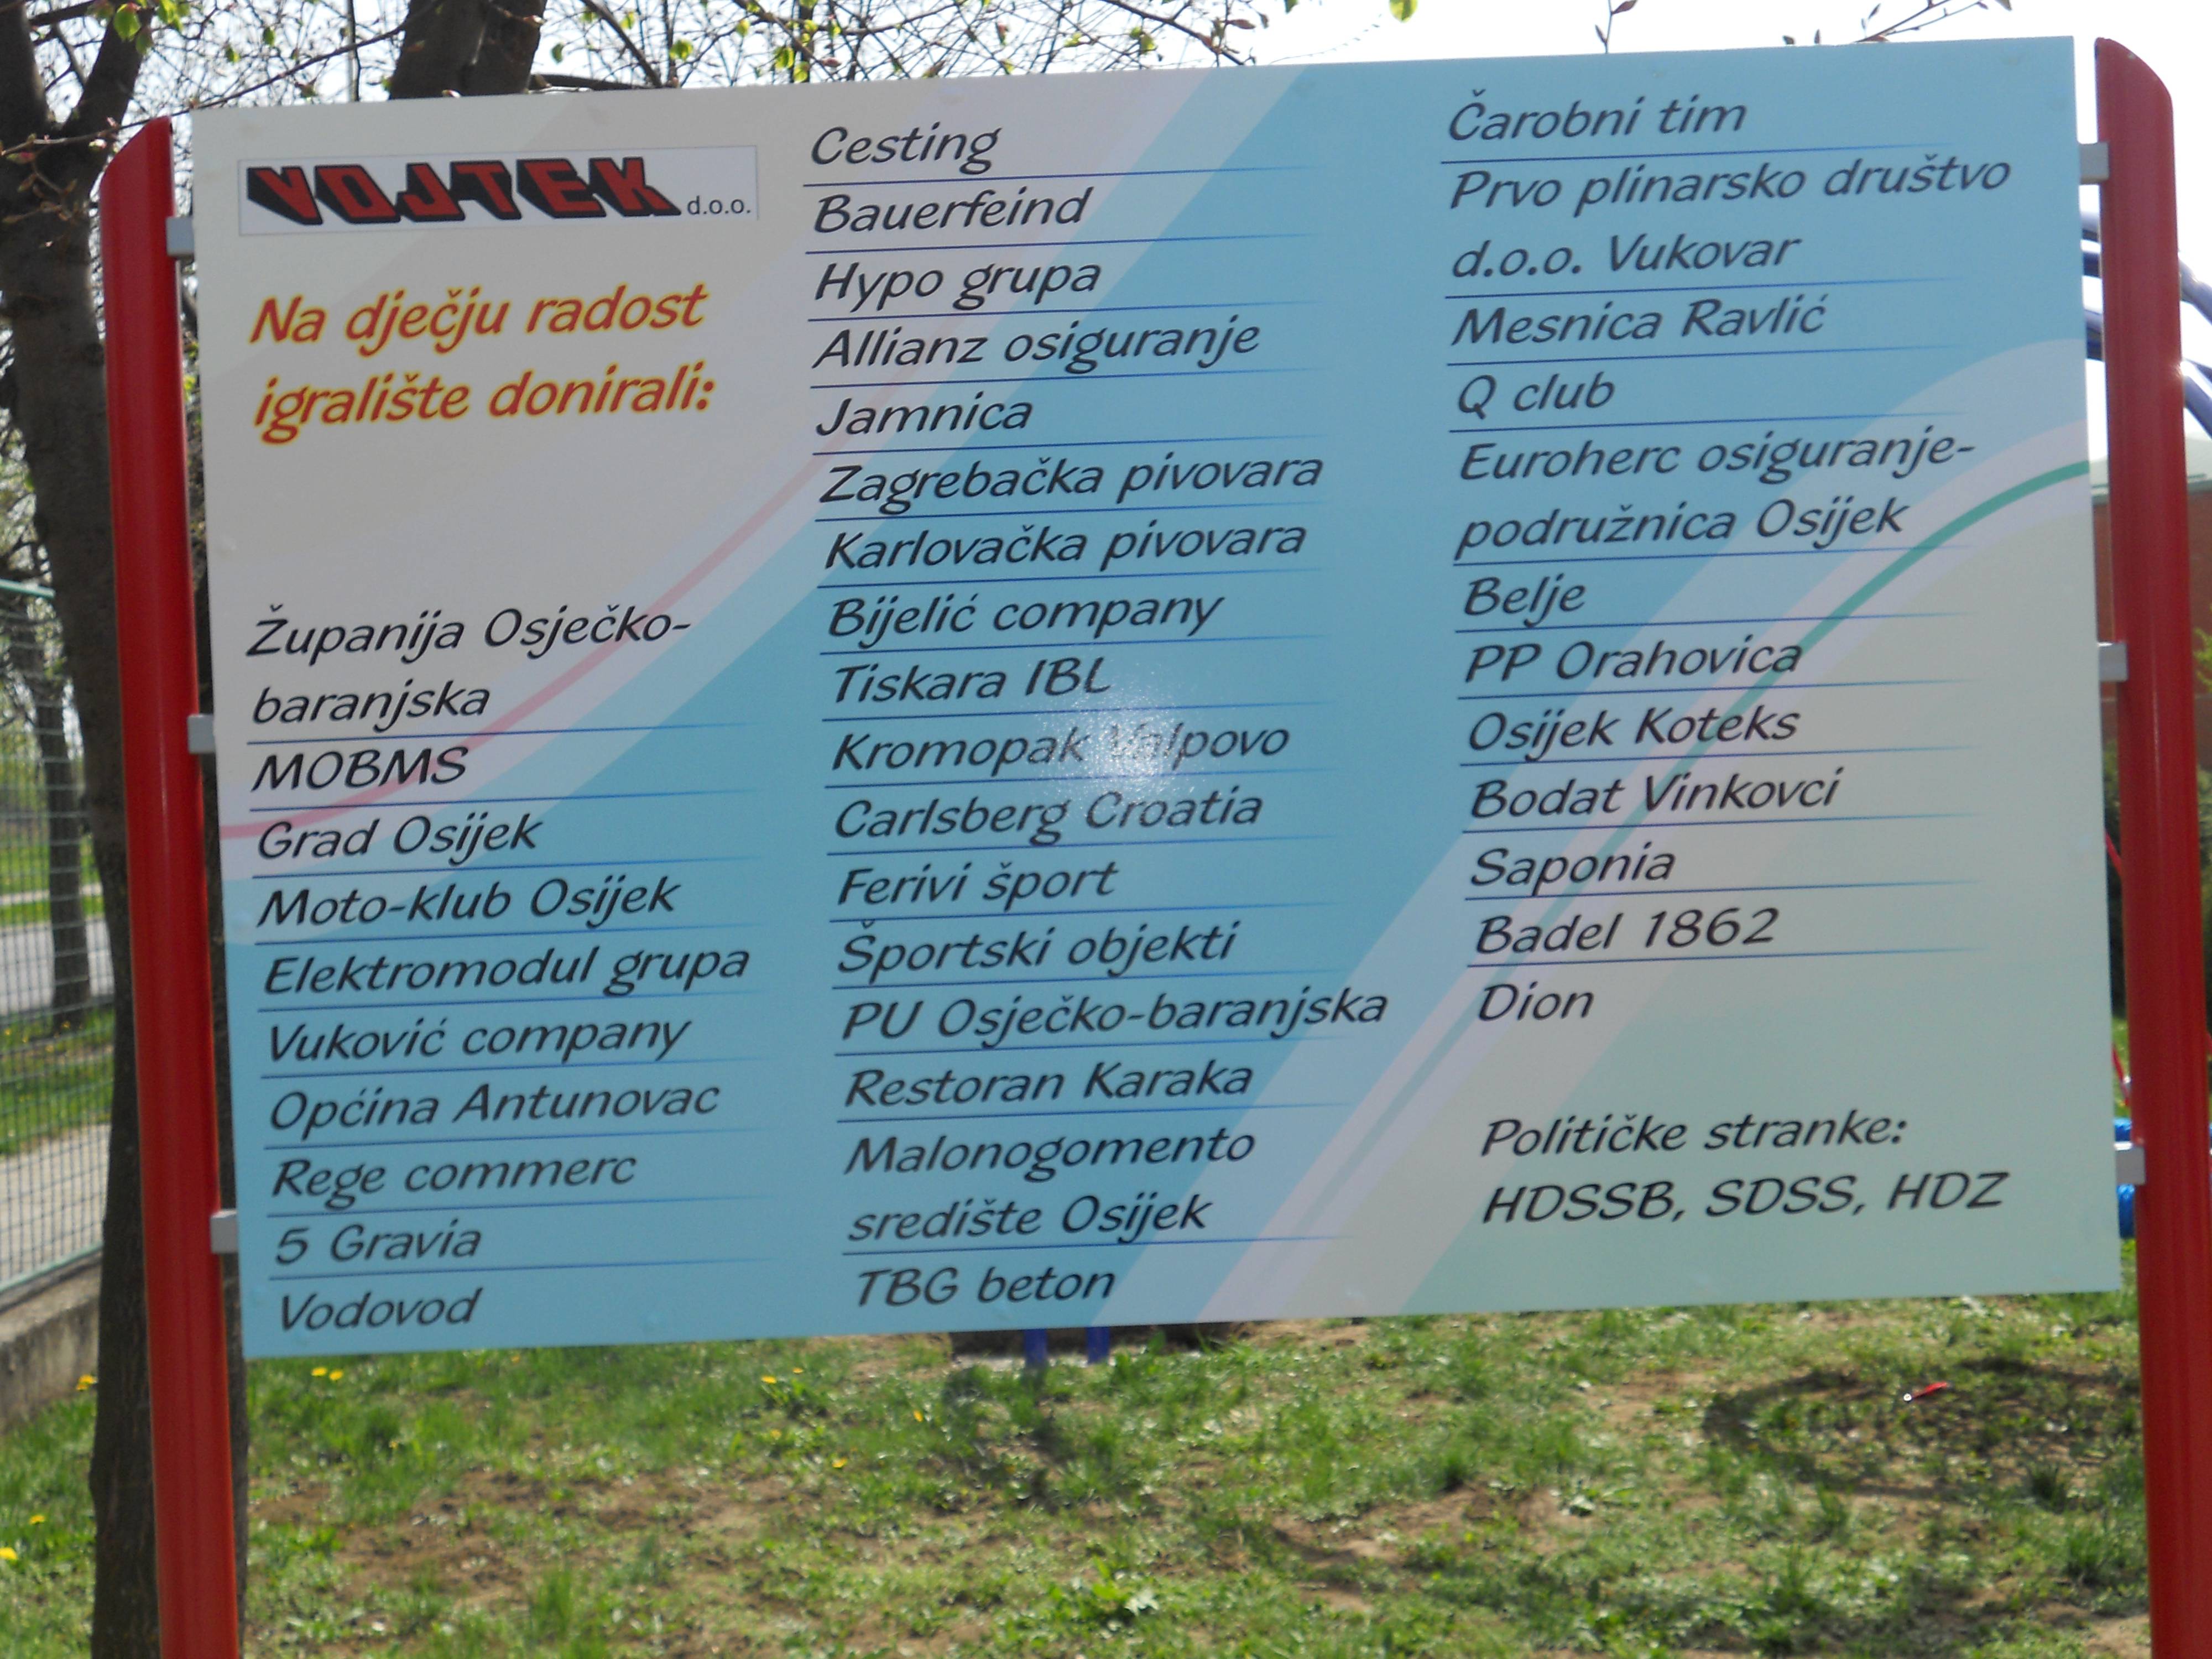 VOJTEK d.o.o.
Na dječju radost
igralište donirali:
Županija Osječko-
baranjska
MOBMS
Grad Osijek
Moto-klub Osijek
Elektromodul grupa
Vuković company
Općina Antunovac
Rege commerc
5 Gravia
Vodovod
Cesting
Bauerfeind
Hypo grupa
Allianz osiguranje
Jamnica
Zagrebačka pivovara
Karlovačka pivovara
Bijelić company
Tiskara IBL
Kromopak Valpovo
Carlsberg Croatia
Ferivi šport
Športski objekti
PU Osječko-baranjska
Restoran Karaka
Malonogomento
središte Osijek
TBG beton
Čarobni tim
Prvo plinarsko društvo
d.o.o. Vukovar
Mesnica Ravlić
Q club
Euroherc osiguranje-
podružnica Osijek
Belje
PP Orahovica
Osijek Koteks
Bodat Vinkovci
Saponia
Badel 1862
Dion
Političke stranke:
HDSSB, SDSS, HDZ